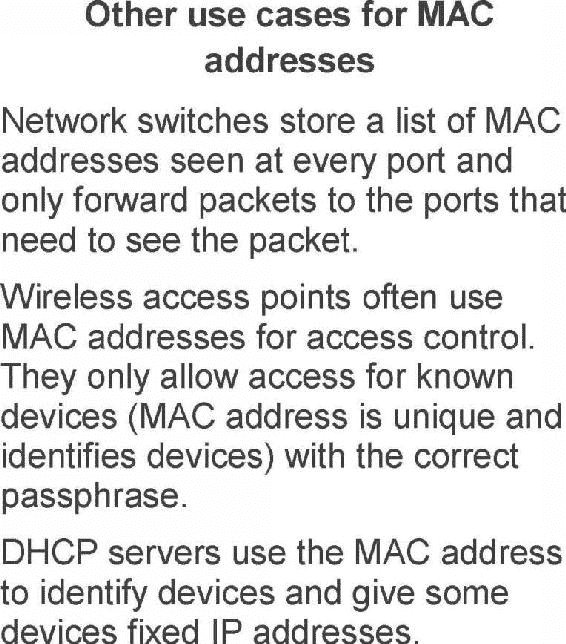 Other use cases for MAC
addresses
Network switches store a list of MAC
addresses seen at every port and
only forward packets to the ports that
need to see the packet.
Wireless access points often use
MAC addresses for access control.
They only allow access for known
devices (MAC address is unique and
identifies devices) with the correct
passphrase.
DHCP servers use the MAC address
to identify devices and give some
devices fixed IP addresses.